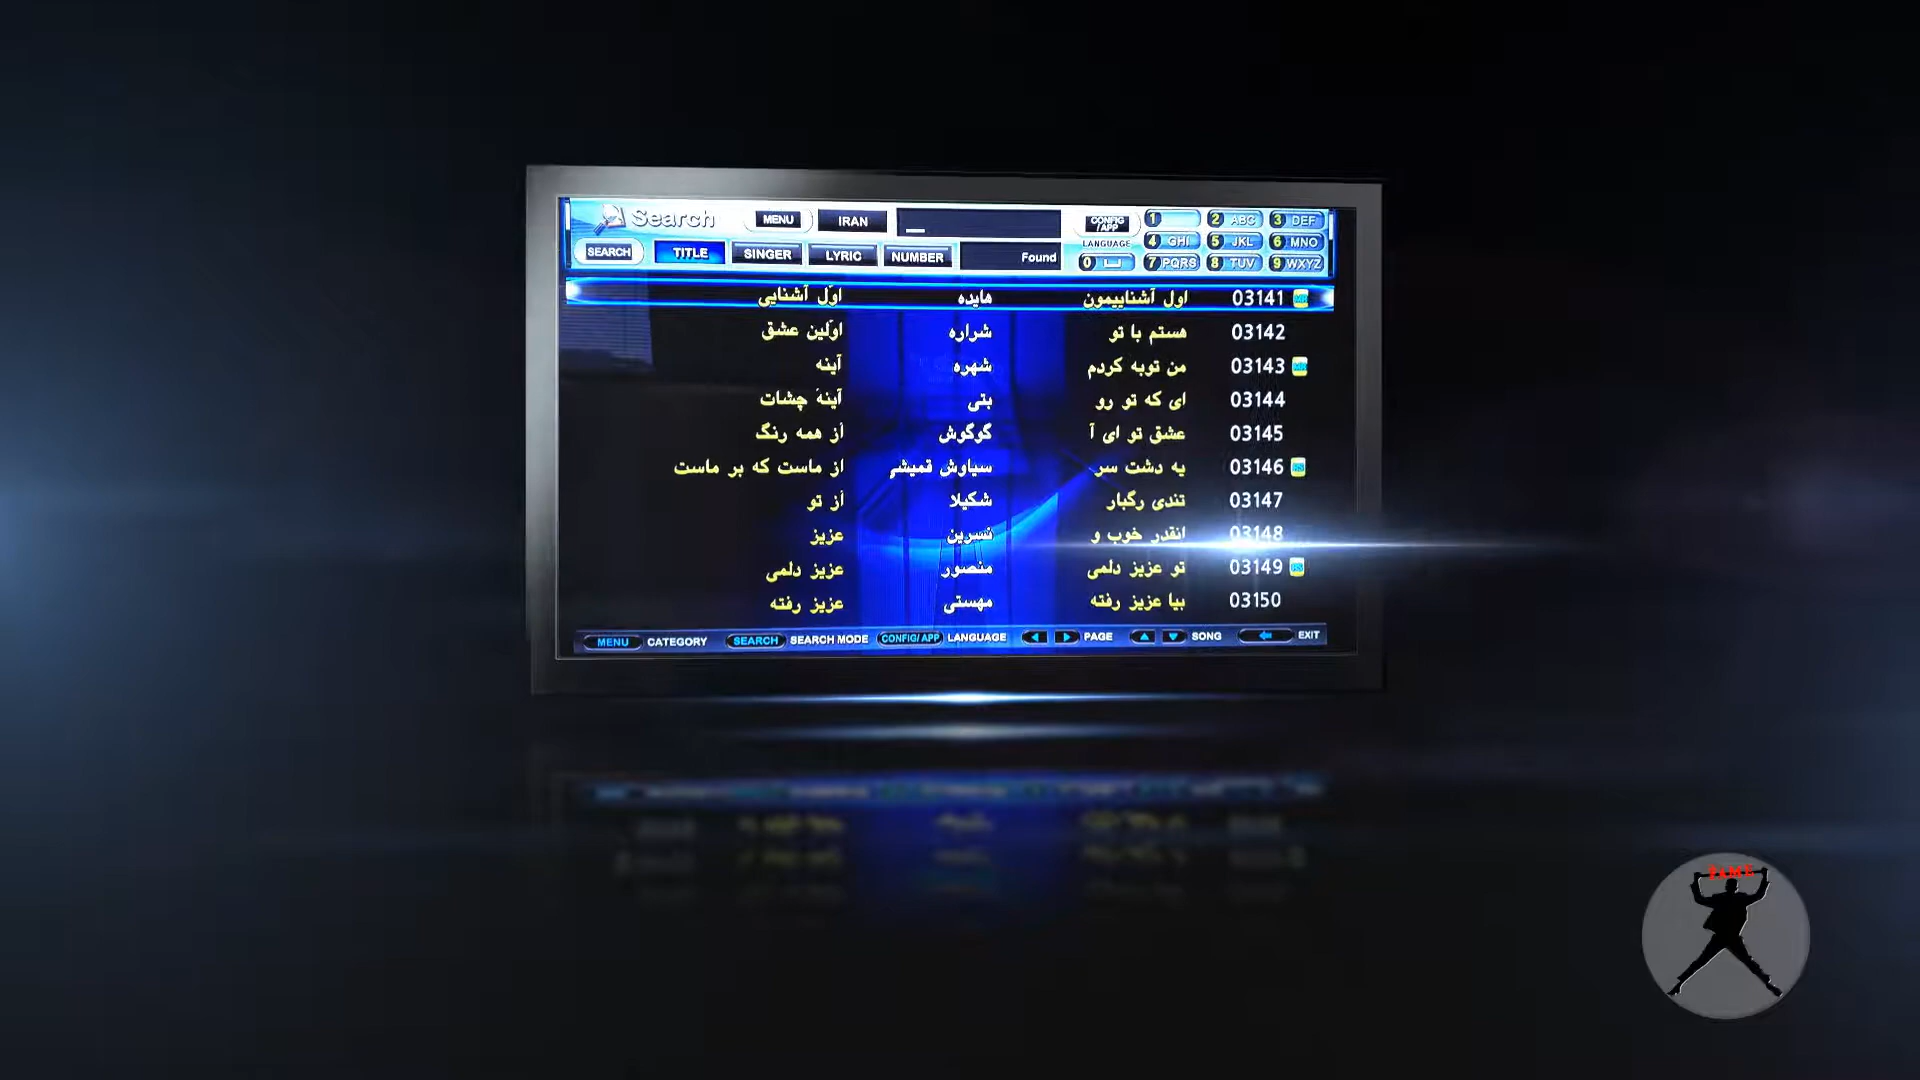 Search MENU IRAN CONFIG /APP 1 2 ABC 3 DEF
LANGUAGE 4 GHI 5 JKL 6 MNO
SEARCH TITLE SINGER LYRIC NUMBER Found 0 7 PQRS 8 TUV 9 WXYZ
اوّل آشنایی هایده اول آشناییمون 03141
اوّلین عشق شراره هستم با تو 03142
آینه شهره من توبه کردم 03143
آینهَ چشات بتی ای که تو رو 03144
اَز همه رنگ گوگوش عشق تو ای آ 03145
از ماست که بر ماست سیاوش قمیشی یه دشت سر 03146
اَز تو شکیلا تندی رگبار 03147
عزیز نسرین انقدر خوب و 03148
عزیز دلمی منصور تو عزیز دلمی 03149
عزیز رفته مهستی بیا عزیز رفته 03150
MENU CATEGORY SEARCH SEARCH MODE CONFIG/APP LANGUAGE PAGE SONG EXIT
FAME